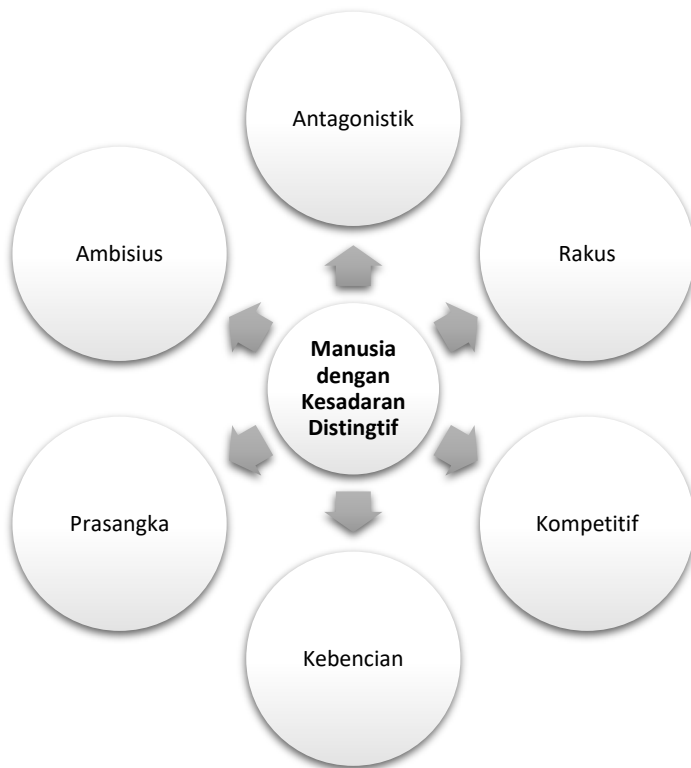 Antagonistik
Ambisius
Rakus
Manusia
dengan
Kesadaran
Distingtif
Prasangka
Kompetitif
Kebencian